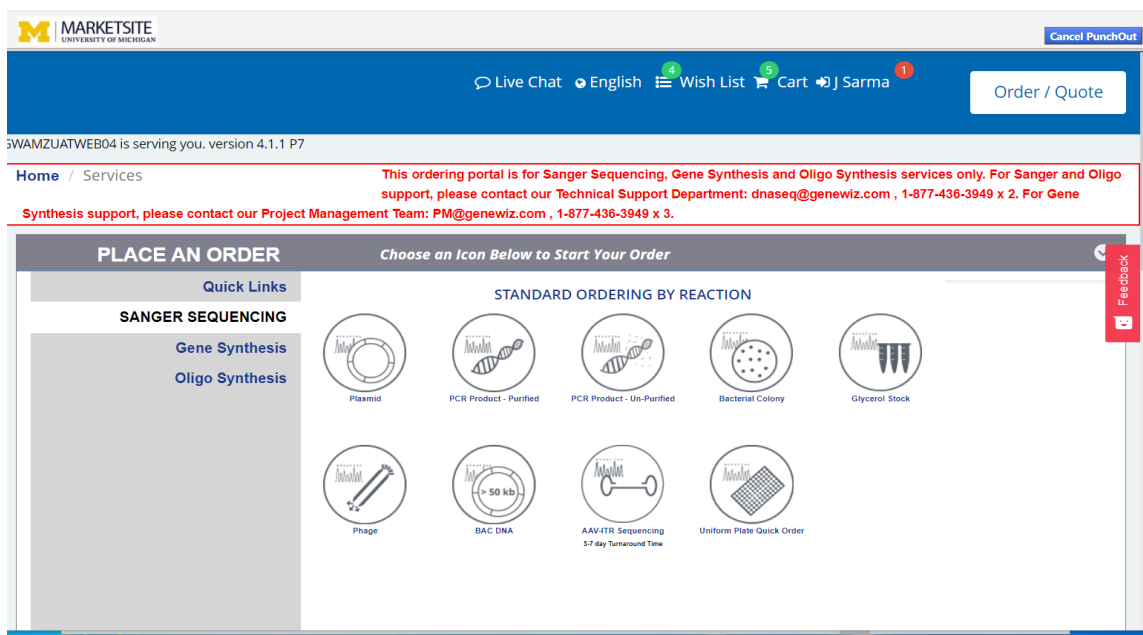 MARKETSITE
UNIVERSITY OF MICHIGAN
Cancel PunchOut
Live Chat English 4 Wish List 5 Cart J Sarma 1
Order / Quote
GWAMZUATWEB04 is serving you. version 4.1.1 P7
Home / Services
This ordering portal is for Sanger Sequencing, Gene Synthesis and Oligo Synthesis services only. For Sanger and Oligo
support, please contact our Technical Support Department: dnaseq@genewiz.com , 1-877-436-3949 x 2. For Gene
Synthesis support, please contact our Project Management Team: PM@genewiz.com , 1-877-436-3949 x 3.
PLACE AN ORDER
Choose an Icon Below to Start Your Order
Feedback
Quick Links
SANGER SEQUENCING
Gene Synthesis
Oligo Synthesis
STANDARD ORDERING BY REACTION
Plasmid
PCR Product - Purified
PCR Product - Un-Purified
Bacterial Colony
Glycerol Stock
Phage
> 50 kb
BAC DNA
AAV-ITR Sequencing
5-7 day Turnaround Time
Uniform Plate Quick Order